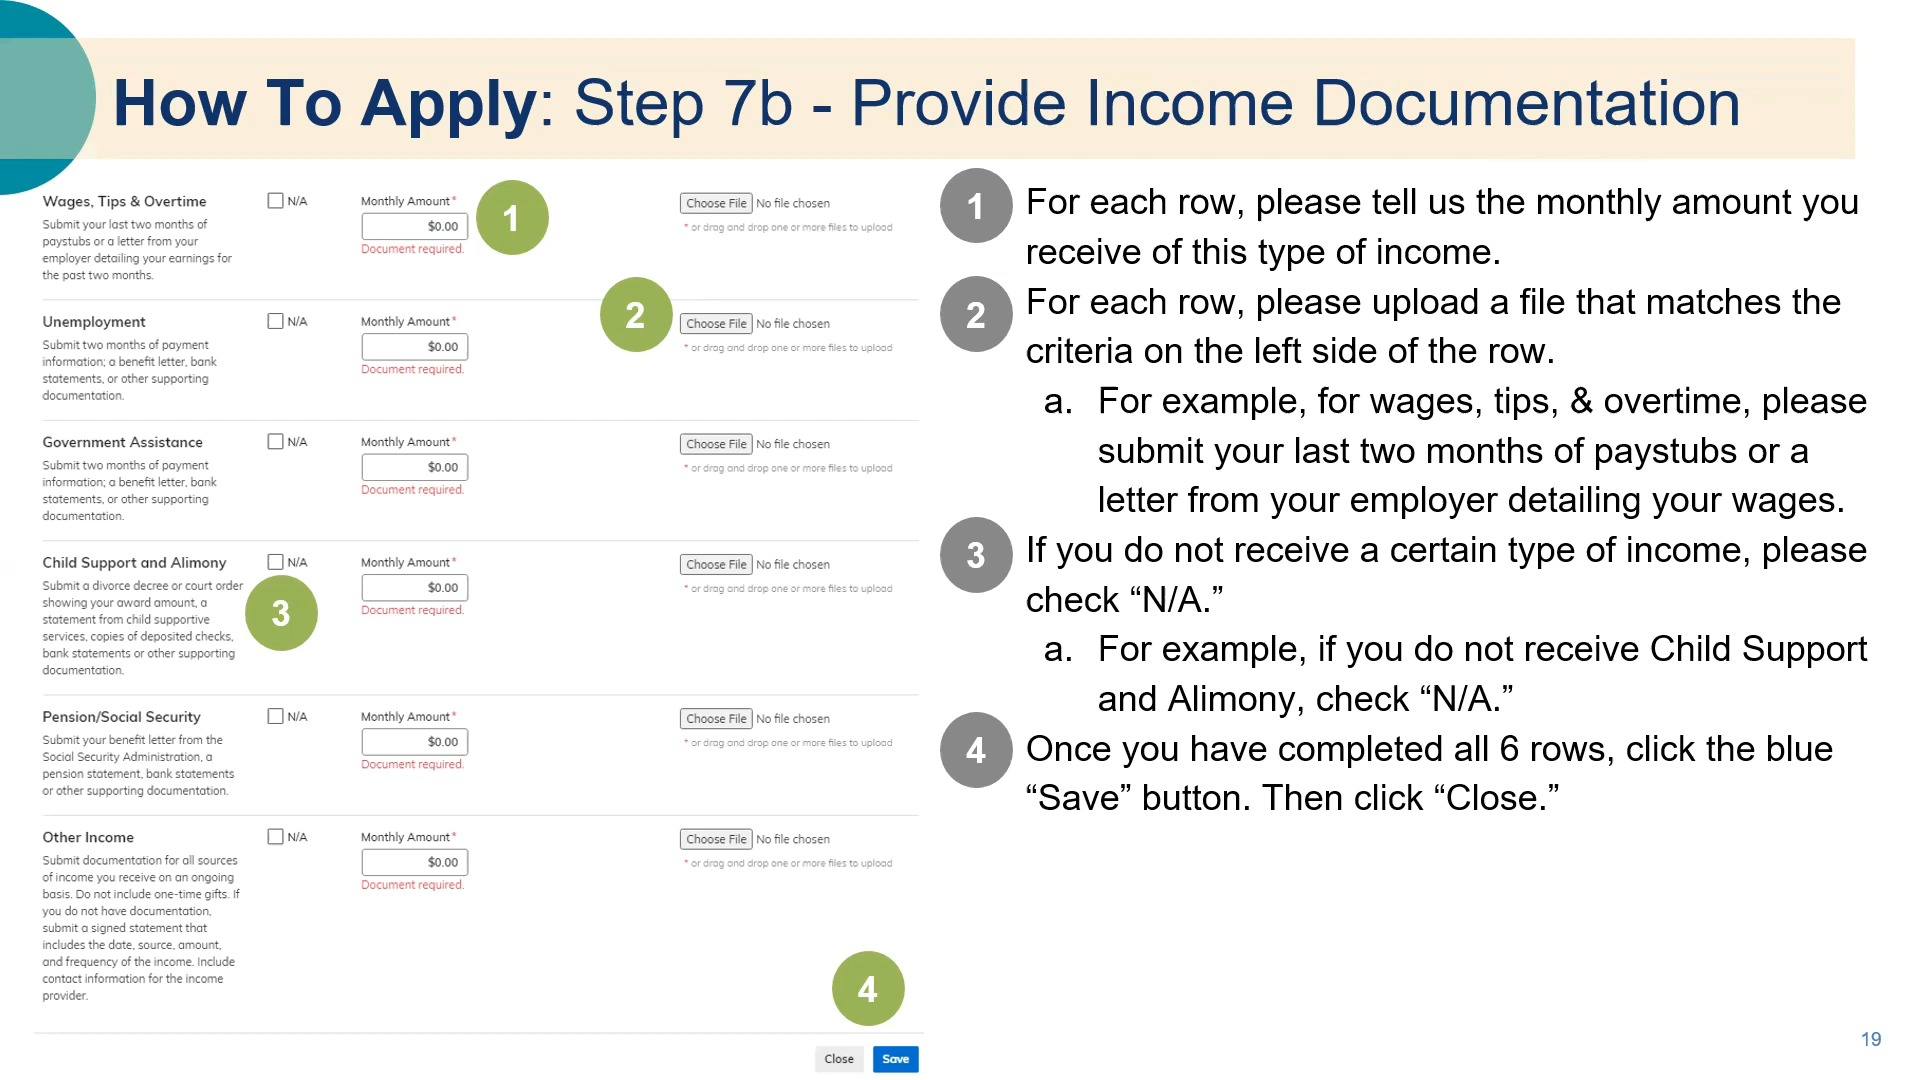 How To Apply: Step 7b - Provide Income Documentation
Wages, Tips & Overtime
Submit your last two months of
paystubs or a letter from your
employer detailing your earnings for
the past two months.
N/A
Monthly Amount*
$0.00
Document required.
1
Choose File No file chosen
* or drag and drop one or more files to upload
2
Unemployment
Submit two months of payment
information; a benefit letter, bank
statements, or other supporting
documentation.
N/A
Monthly Amount*
$0.00
Document required.
Choose File No file chosen
* or drag and drop one or more files to upload
Government Assistance
Submit two months of payment
information; a benefit letter, bank
statements, or other supporting
documentation.
N/A
Monthly Amount*
$0.00
Document required.
Choose File No file chosen
* or drag and drop one or more files to upload
Child Support and Alimony
Submit a divorce decree or court order
showing your award amount, a
statement from child supportive
services, copies of deposited checks,
bank statements or other supporting
documentation.
N/A
3
Monthly Amount*
$0.00
Document required.
Choose File No file chosen
* or drag and drop one or more files to upload
Pension/Social Security
Submit your benefit letter from the
Social Security Administration, a
pension statement, bank statements
or other supporting documentation.
N/A
Monthly Amount*
$0.00
Document required.
Choose File No file chosen
* or drag and drop one or more files to upload
Other Income
Submit documentation for all sources
of income you receive on an ongoing
basis. Do not include one-time gifts. If
you do not have documentation,
submit a signed statement that
includes the date, source, amount,
and frequency of the income. Include
contact information for the income
provider.
N/A
Monthly Amount*
$0.00
Document required.
Choose File No file chosen
* or drag and drop one or more files to upload
4
Close Save
1 For each row, please tell us the monthly amount you
receive of this type of income.
2 For each row, please upload a file that matches the
criteria on the left side of the row.
a. For example, for wages, tips, & overtime, please
submit your last two months of paystubs or a
letter from your employer detailing your wages.
3 If you do not receive a certain type of income, please
check “N/A.”
a. For example, if you do not receive Child Support
and Alimony, check “N/A.”
4 Once you have completed all 6 rows, click the blue
“Save” button. Then click “Close.”
19